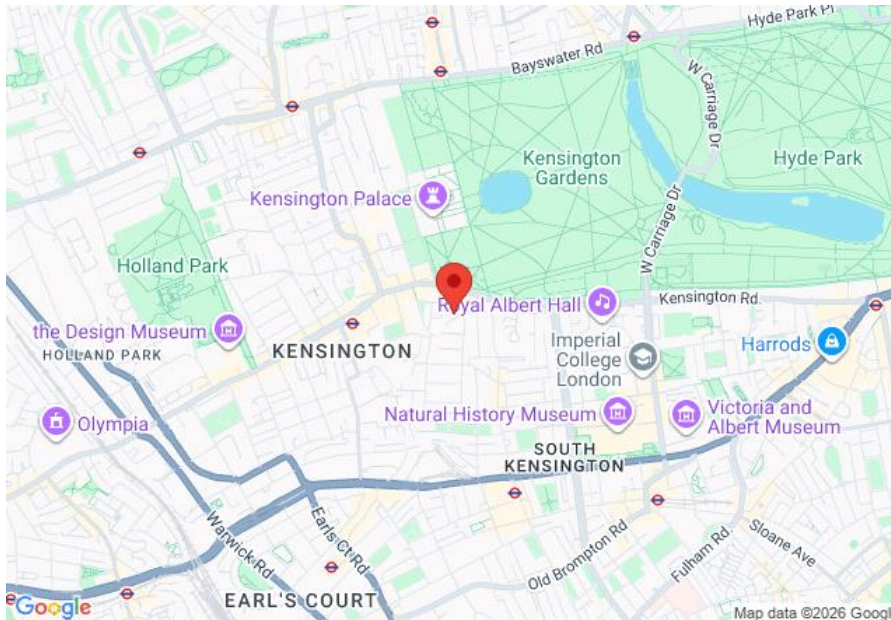 Hyde Park Pl
Bayswater Rd
W Carriage Dr
Kensington
Gardens
Hyde Park
Kensington Palace
W Carriage Dr
Holland Park
Royal Albert Hall
Kensington Rd.
the Design Museum
HOLLAND PARK
KENSINGTON
Imperial
College
London
Harrods
Olympia
Natural History Museum
Victoria and
Albert Museum
SOUTH
KENSINGTON
Warwick Rd
Earls Ct Rd
Old Brompton Rd
Fulham Rd.
Sloane Ave
EARL'S COURT
Google
Map data ©2026 Googl